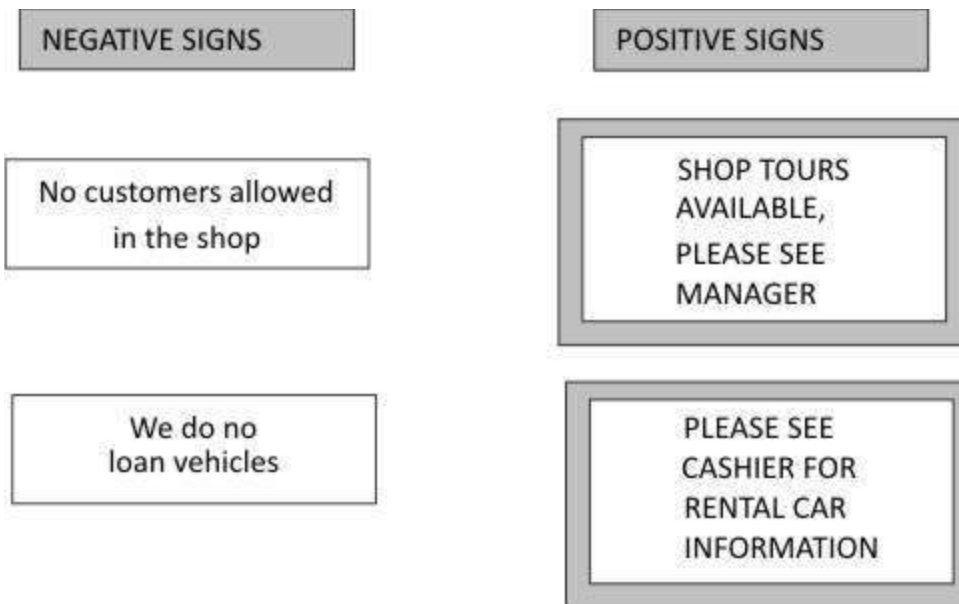 NEGATIVE SIGNS
POSITIVE SIGNS
No customers allowed
in the shop
SHOP TOURS
AVAILABLE,
PLEASE SEE
MANAGER
We do no
loan vehicles
PLEASE SEE
CASHIER FOR
RENTAL CAR
INFORMATION